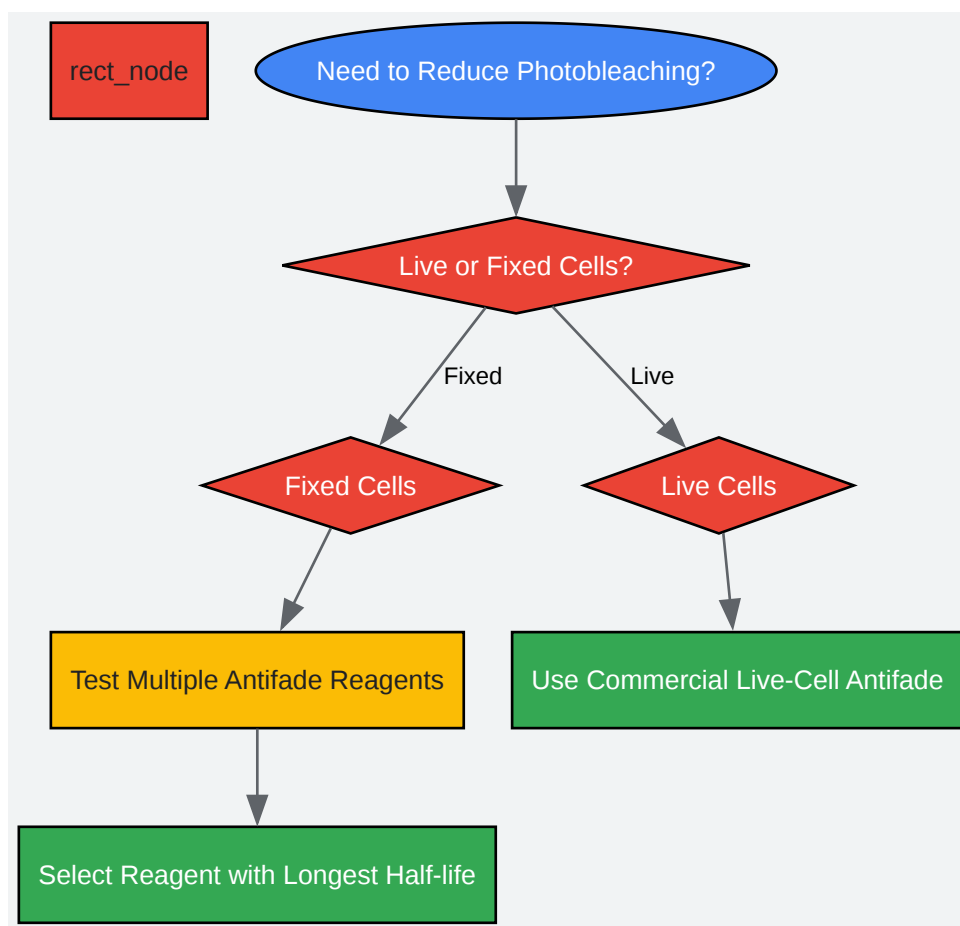 rect_node
Need to Reduce Photobleaching?
Live or Fixed Cells?
Fixed
Live
Fixed Cells
Live Cells
Test Multiple Antifade Reagents
Use Commercial Live-Cell Antifade
Select Reagent with Longest Half-life